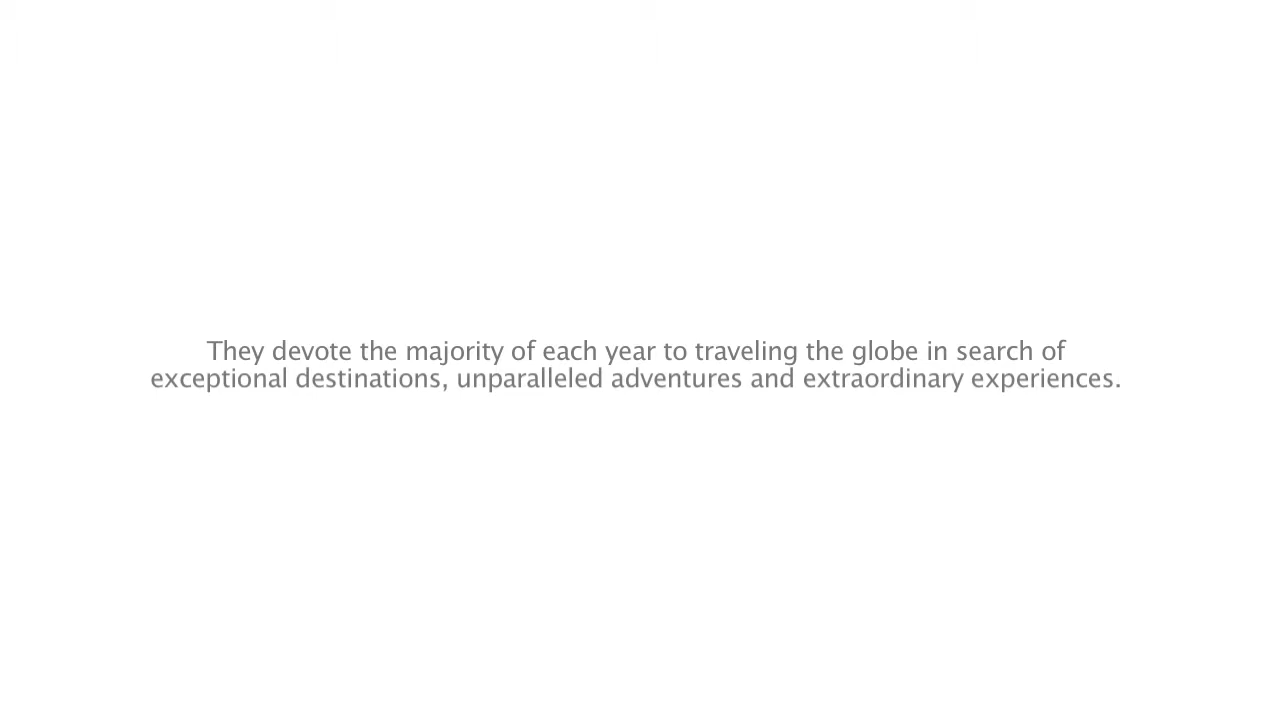 They devote the majority of each year to traveling the globe in search of
exceptional destinations, unparalleled adventures and extraordinary experiences.